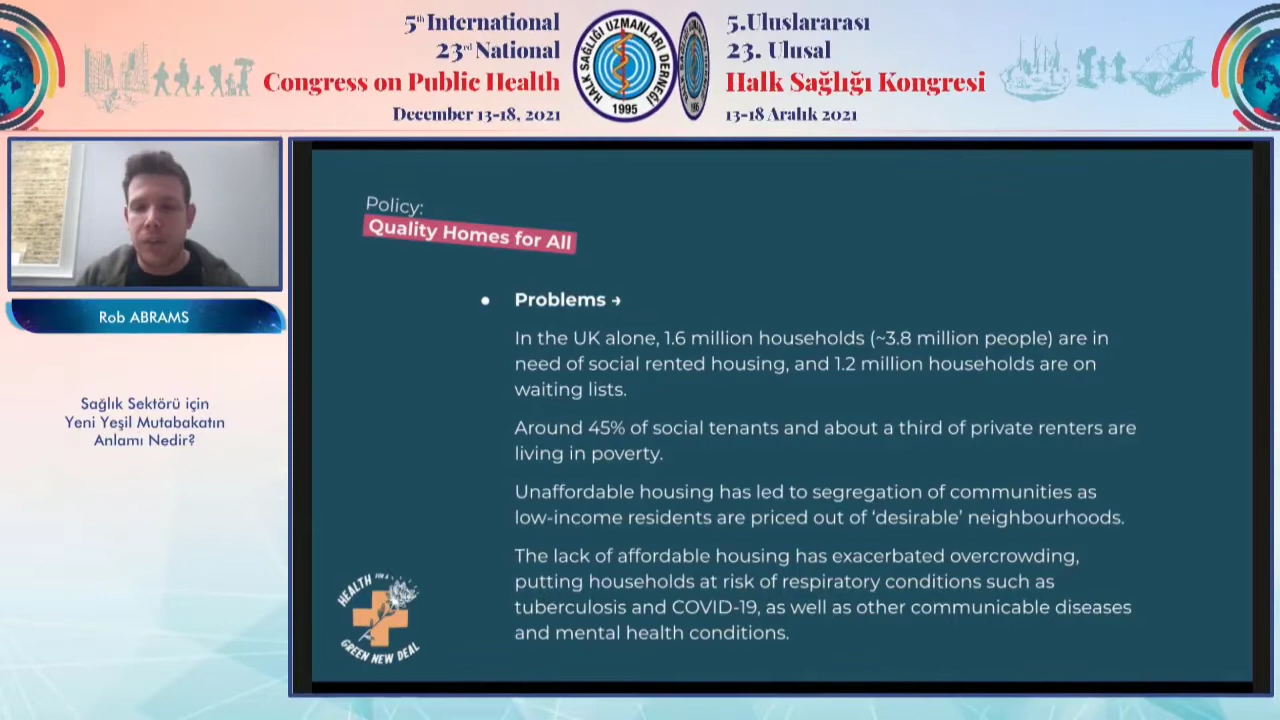 5th International
23rd National
Congress on Public Health
December 13-18, 2021
HALK SAĞLIĞI UZMANLARI DERNEĞİ
1995
5.Uluslararası
23. Ulusal
Halk Sağlığı Kongresi
13-18 Aralık 2021
Rob ABRAMS
Sağlık Sektörü için
Yeni Yeşil Mutabakatın
Anlamı Nedir?
Policy:
Quality Homes for All
● Problems →
In the UK alone, 1.6 million households (~3.8 million people) are in
need of social rented housing, and 1.2 million households are on
waiting lists.
Around 45% of social tenants and about a third of private renters are
living in poverty.
Unaffordable housing has led to segregation of communities as
low-income residents are priced out of ‘desirable’ neighbourhoods.
The lack of affordable housing has exacerbated overcrowding,
putting households at risk of respiratory conditions such as
tuberculosis and COVID-19, as well as other communicable diseases
and mental health conditions.
HEALTH FOR A
GREEN NEW DEAL